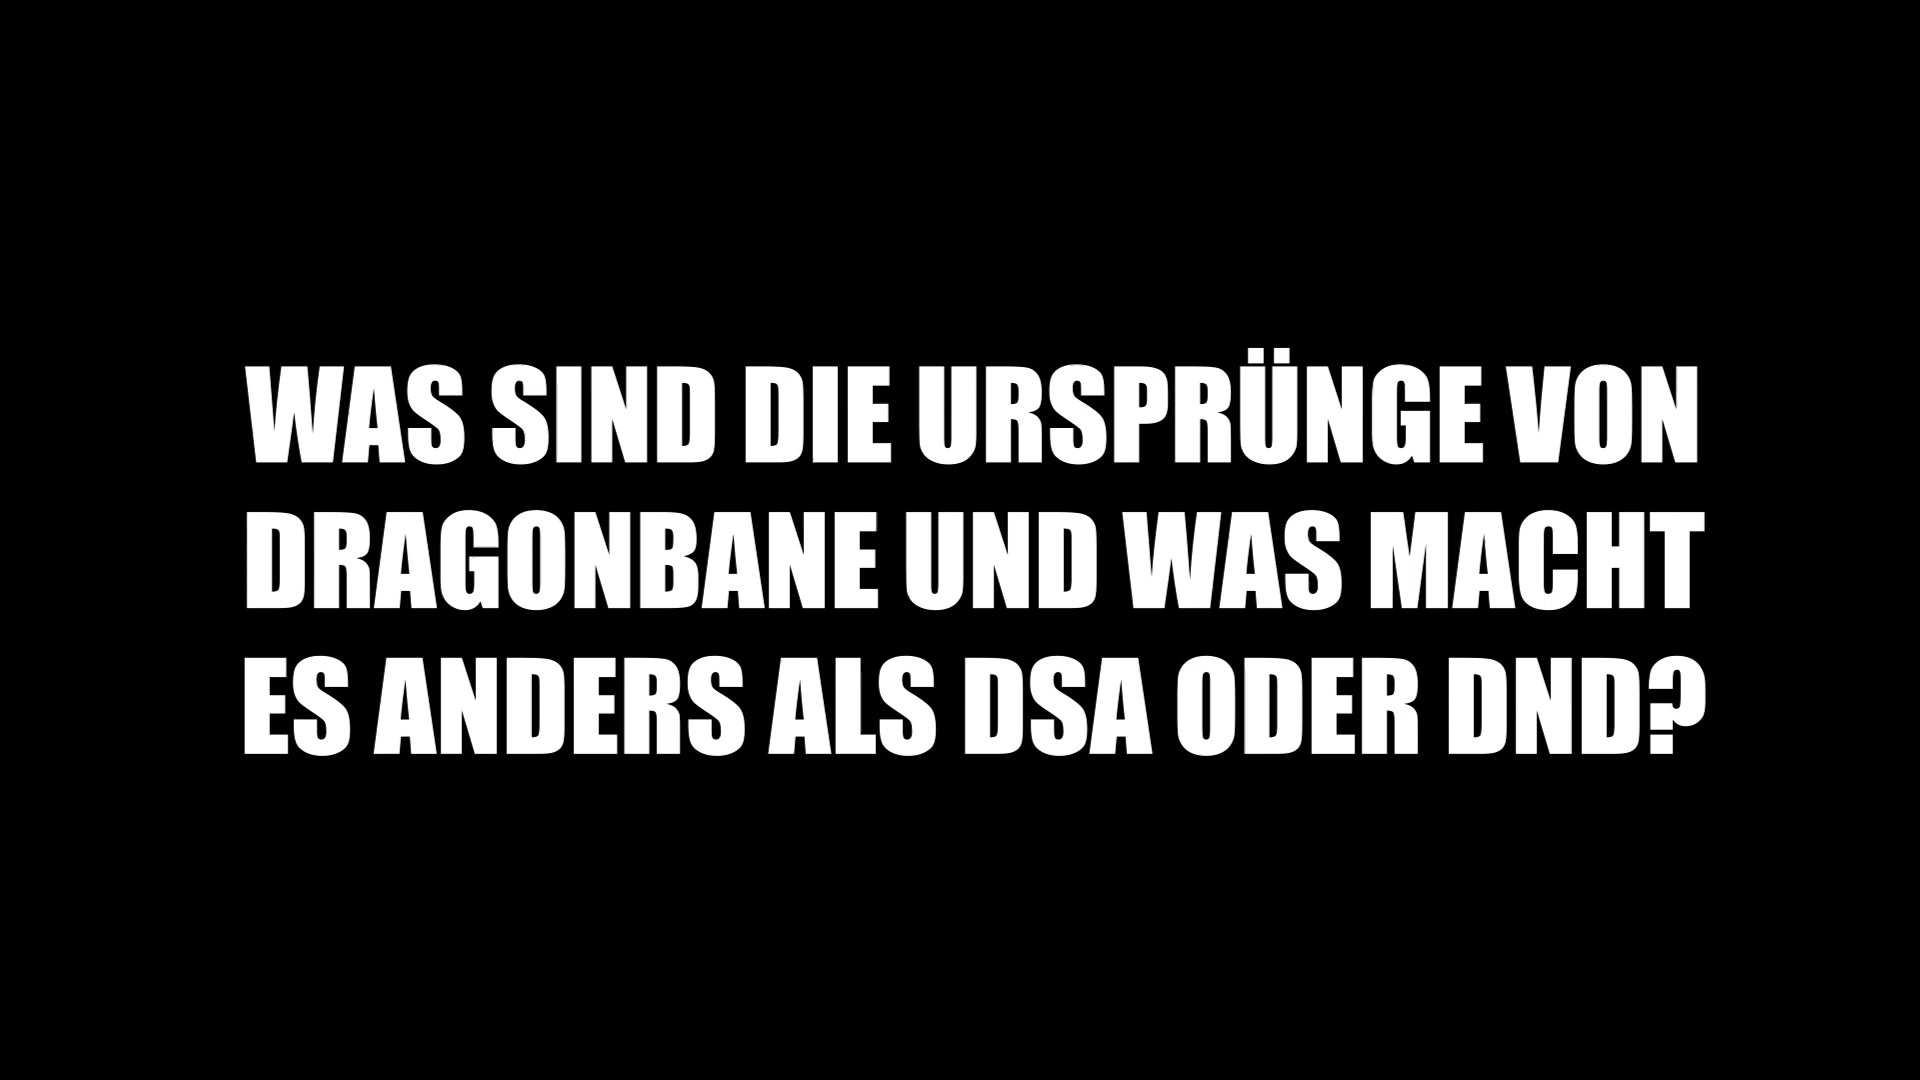 WAS SIND DIE URSPRÜNGE VON
DRAGONBANE UND WAS MACHT
ES ANDERS ALS DSA ODER DND?